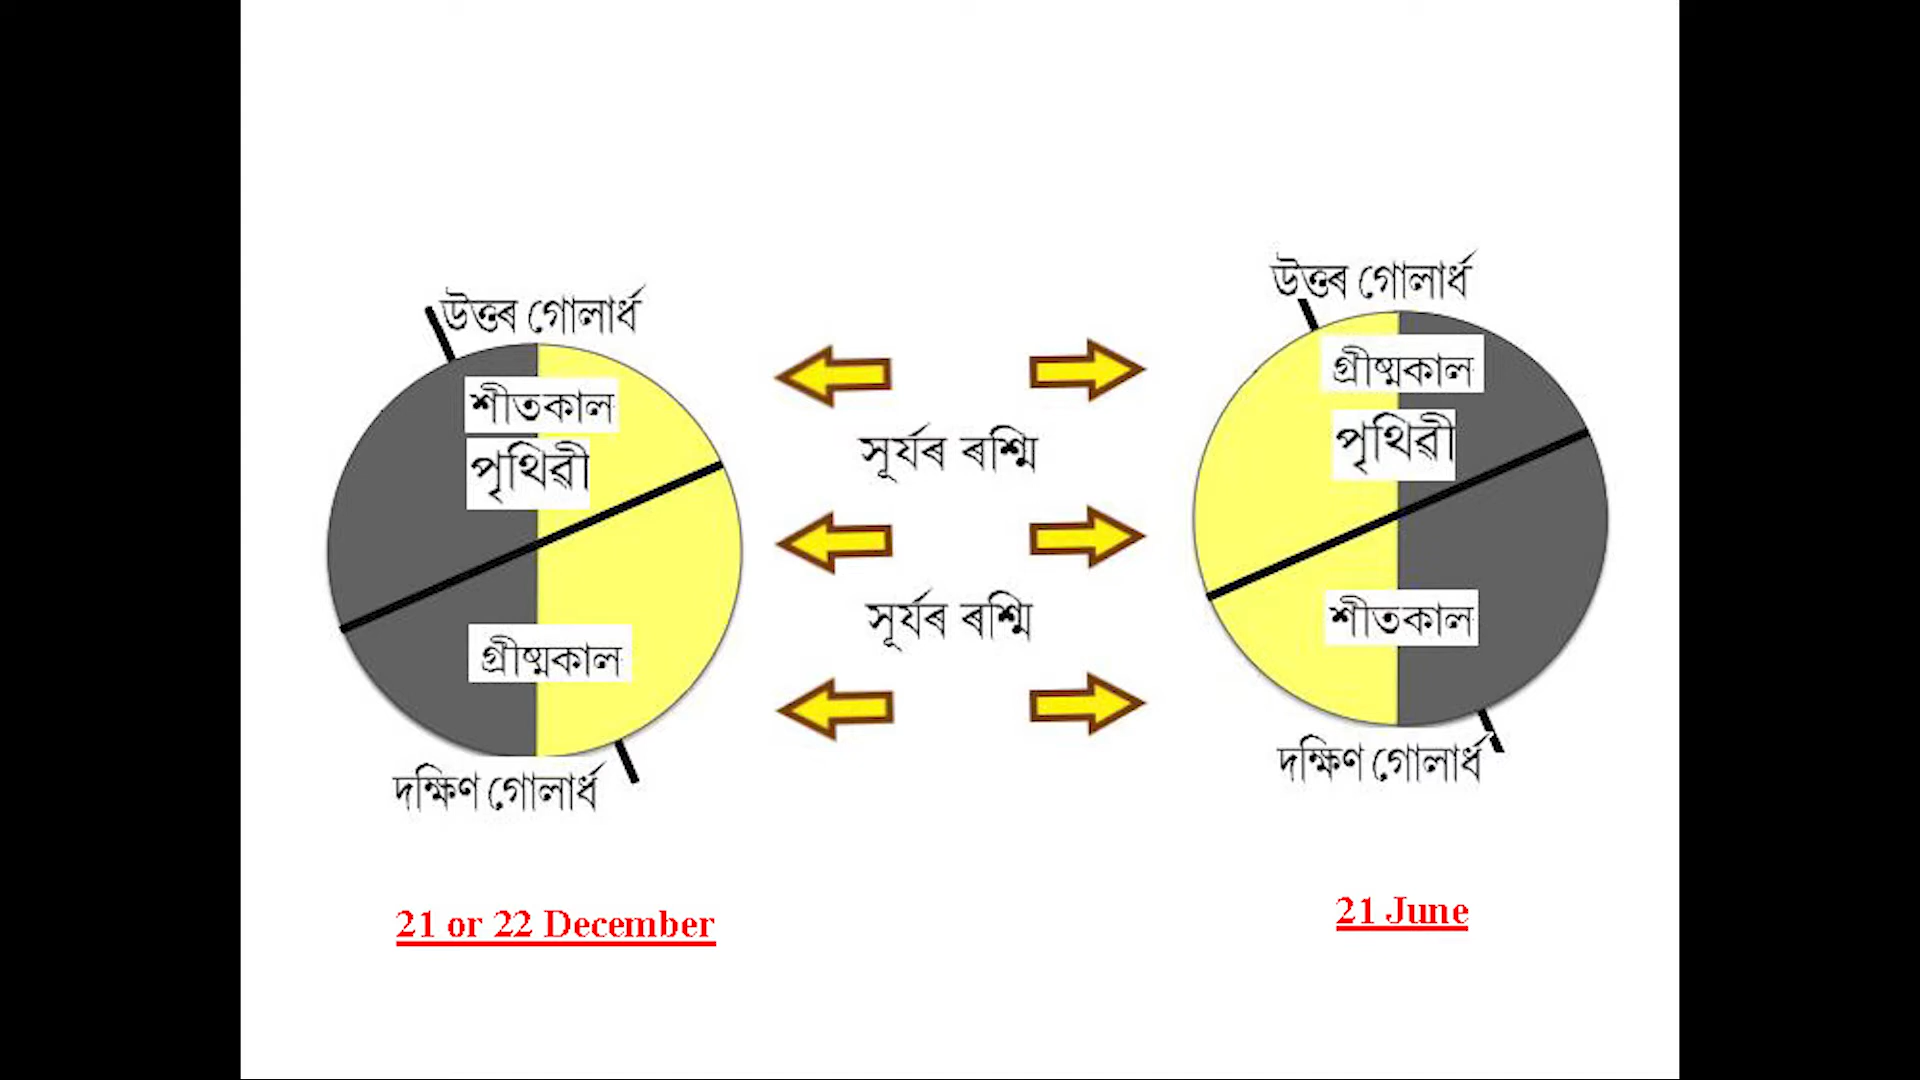 উত্তৰ গোলাৰ্ধ
শীতকাল
পৃথিৱী
গ্ৰীষ্মকাল
দক্ষিণ গোলাৰ্ধ
21 or 22 December
সূৰ্যৰ ৰশ্মি
সূৰ্যৰ ৰশ্মি
উত্তৰ গোলাৰ্ধ
গ্ৰীষ্মকাল
পৃথিৱী
শীতকাল
দক্ষিণ গোলাৰ্ধ
21 June